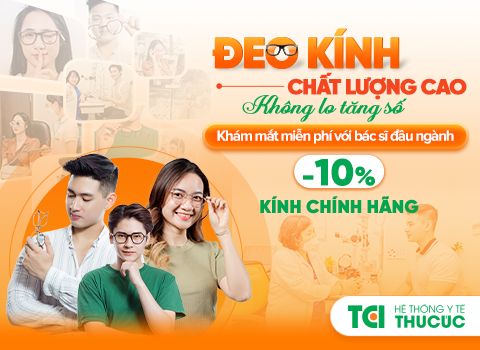 ĐEO KÍNH
CHẤT LƯỢNG CAO
Không lo tăng số
Khám mắt miễn phí với bác sĩ đầu ngành
-10%
KÍNH CHÍNH HÃNG
TCI HỆ THỐNG Y TẾ
THUCUC